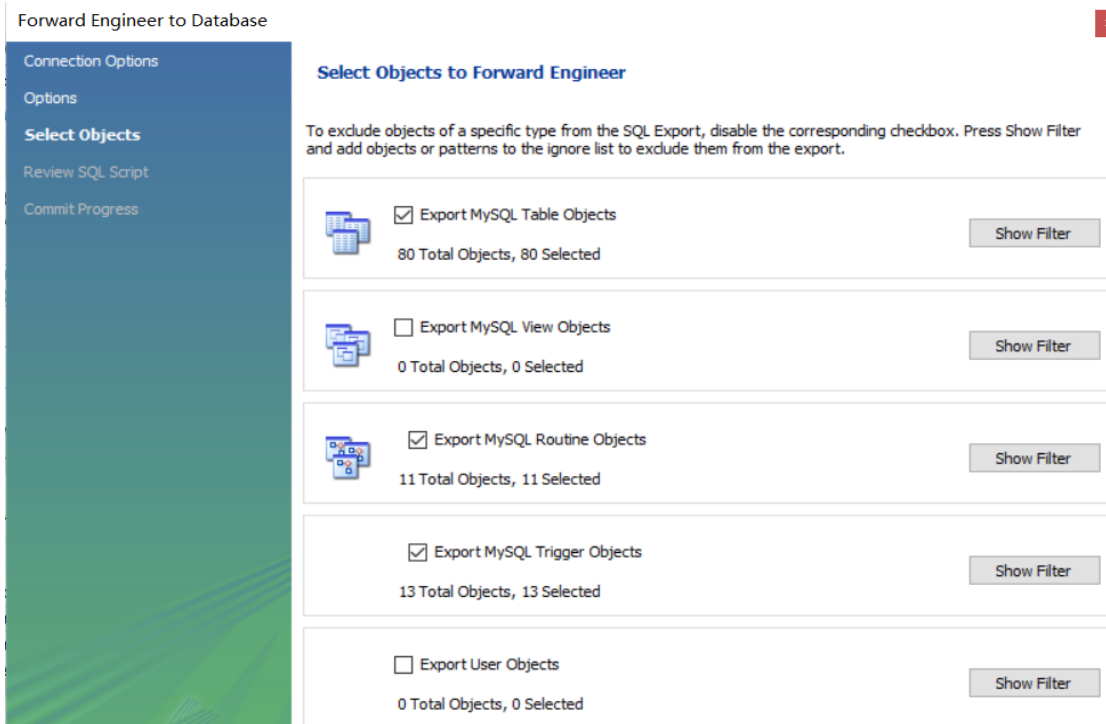 Forward Engineer to Database
Connection Options
Options
Select Objects
Review SQL Script
Commit Progress
Select Objects to Forward Engineer
To exclude objects of a specific type from the SQL Export, disable the corresponding checkbox. Press Show Filter
and add objects or patterns to the ignore list to exclude them from the export.
Export MySQL Table Objects
80 Total Objects, 80 Selected
Show Filter
Export MySQL View Objects
0 Total Objects, 0 Selected
Show Filter
Export MySQL Routine Objects
11 Total Objects, 11 Selected
Show Filter
Export MySQL Trigger Objects
13 Total Objects, 13 Selected
Show Filter
Export User Objects
0 Total Objects, 0 Selected
Show Filter